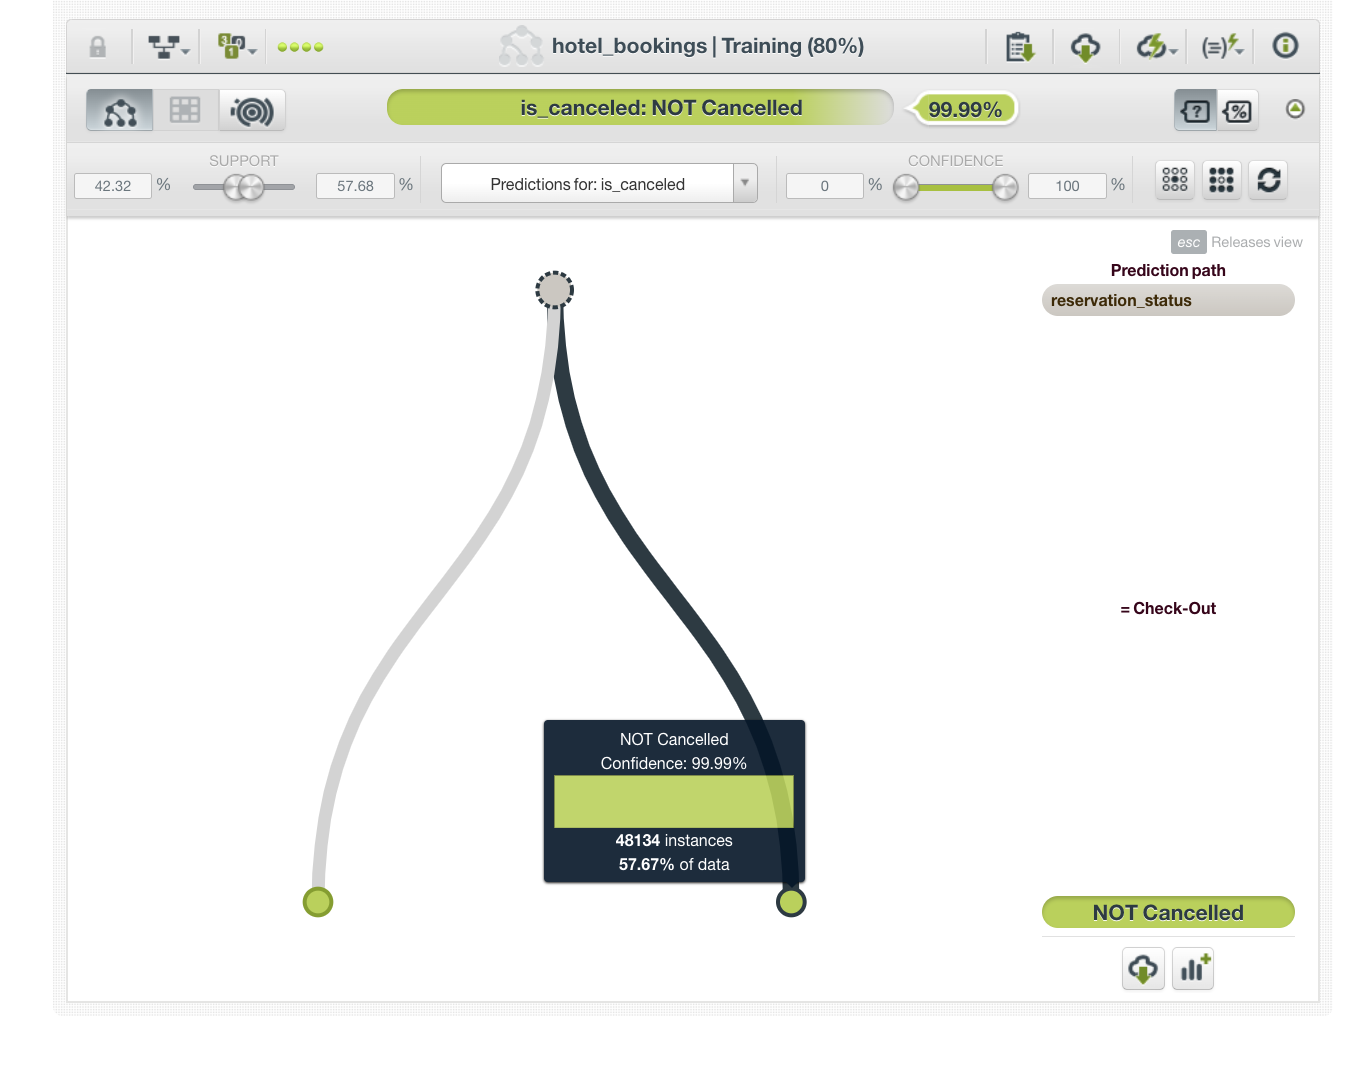 hotel_bookings | Training (80%)
is_canceled: NOT Cancelled
99.99%
SUPPORT
42.32 %
57.68 %
Predictions for: is_canceled
CONFIDENCE
0 %
100 %
esc Releases view
Prediction path
reservation_status
= Check-Out
NOT Cancelled
Confidence: 99.99%
48134 instances
57.67% of data
NOT Cancelled